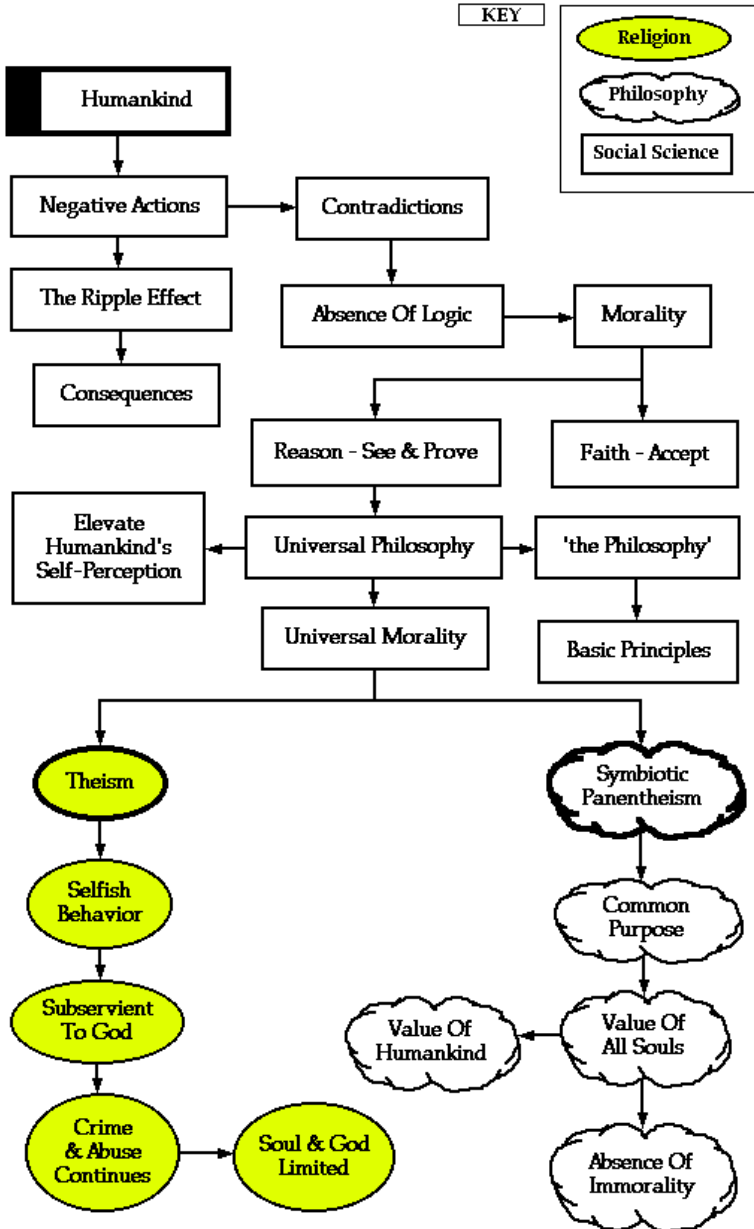 KEY
Religion
Philosophy
Social Science
Humankind
Negative Actions
Contradictions
The Ripple Effect
Absence Of Logic
Morality
Consequences
Reason - See & Prove
Faith - Accept
Elevate
Humankind's
Self-Perception
Universal Philosophy
'the Philosophy'
Universal Morality
Basic Principles
Theism
Symbiotic
Panentheism
Selfish
Behavior
Common
Purpose
Subservient
To God
Value Of
Humankind
Value Of
All Souls
Crime
& Abuse
Continues
Soul & God
Limited
Absence Of
Immorality